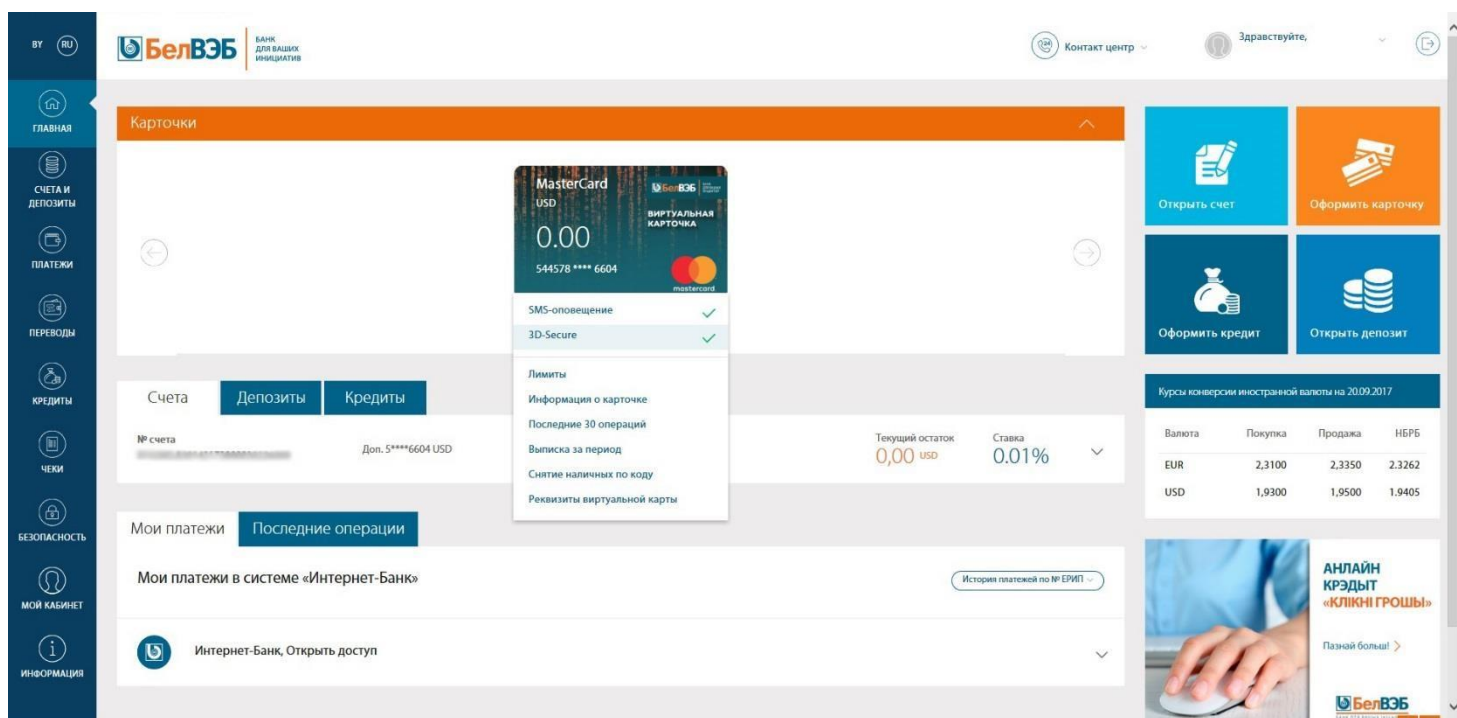 BY RU
БелВЭБ
БАНК
ДЛЯ ВАШИХ
ИНИЦИАТИВ
Контакт центр
Здравствуйте,
ГЛАВНАЯ
СЧЕТА И
ДЕПОЗИТЫ
ПЛАТЕЖИ
ПЕРЕВОДЫ
КРЕДИТЫ
ЧЕКИ
БЕЗОПАСНОСТЬ
МОЙ КАБИНЕТ
ИНФОРМАЦИЯ
Карточки
MasterCard
USD
БелВЭБ
ВИРТУАЛЬНАЯ
КАРТОЧКА
0.00
544578 **** 6604
mastercard
SMS-оповещение
3D-Secure
Лимиты
Информация о карточке
Последние 30 операций
Выписка за период
Снятие наличных по коду
Реквизиты виртуальной карты
Счета Депозиты Кредиты
№ счета
Доп. 5****6604 USD
Текущий остаток
0,00 USD
Ставка
0.01%
Мои платежи Последние операции
Мои платежи в системе «Интернет-Банк»
История платежей по № ЕРИП
Интернет-Банк, Открыть доступ
Открыть счет
Оформить карточку
Оформить кредит
Открыть депозит
Курсы конверсии иностранной валюты на 20.09.2017
Валюта Покупка Продажа НБРБ
EUR 2,3100 2,3350 2.3262
USD 1,9300 1,9500 1.9405
АНЛАЙН
КРЭДЫТ
«КЛІКНІ ГРОШЫ»
Пазнай больш!
БелВЭБ